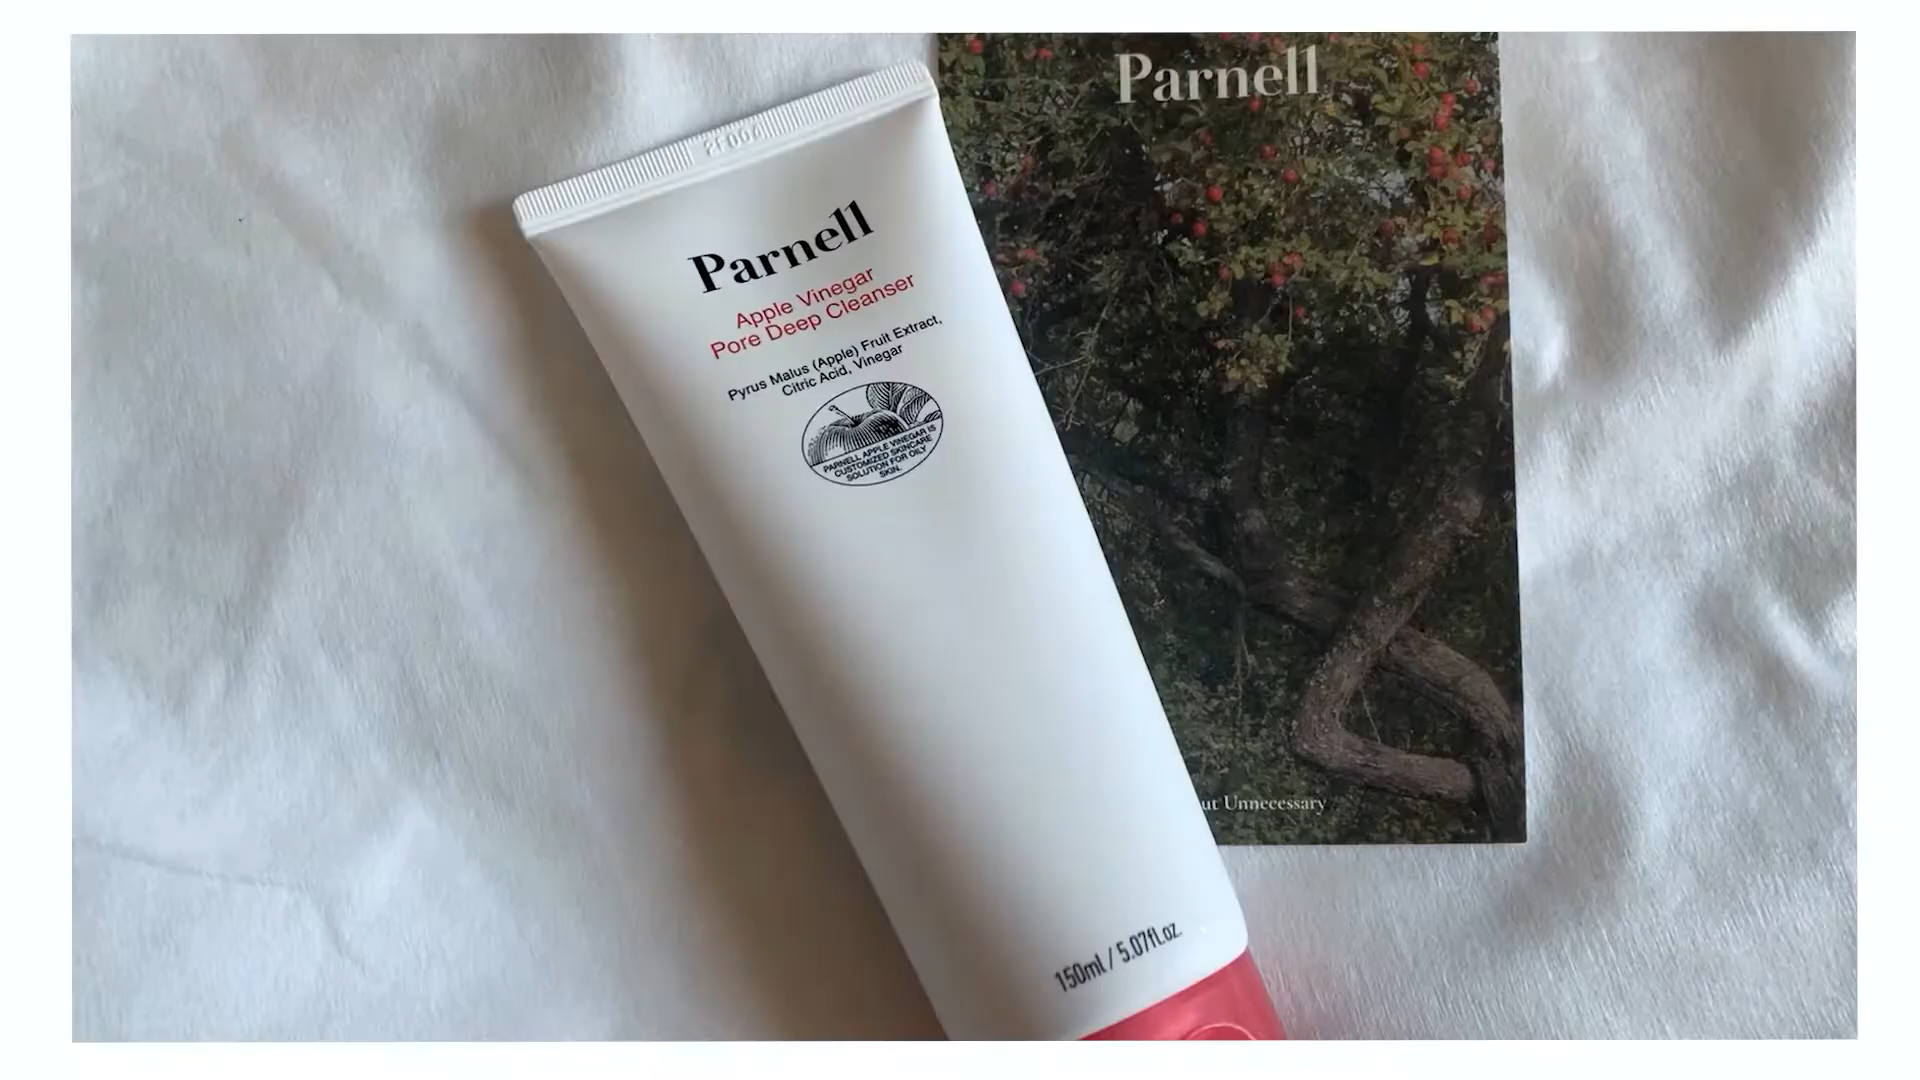 Parnell
2F004
Parnell
Apple Vinegar
Pore Deep Cleanser
Pyrus Malus (Apple) Fruit Extract,
Citric Acid, Vinegar
PARNELL APPLE VINEGAR IS
CUSTOMIZED SKINCARE
SOLUTION FOR OILY
SKIN.
ut Unnecessary
150ml / 5.07fl.oz.